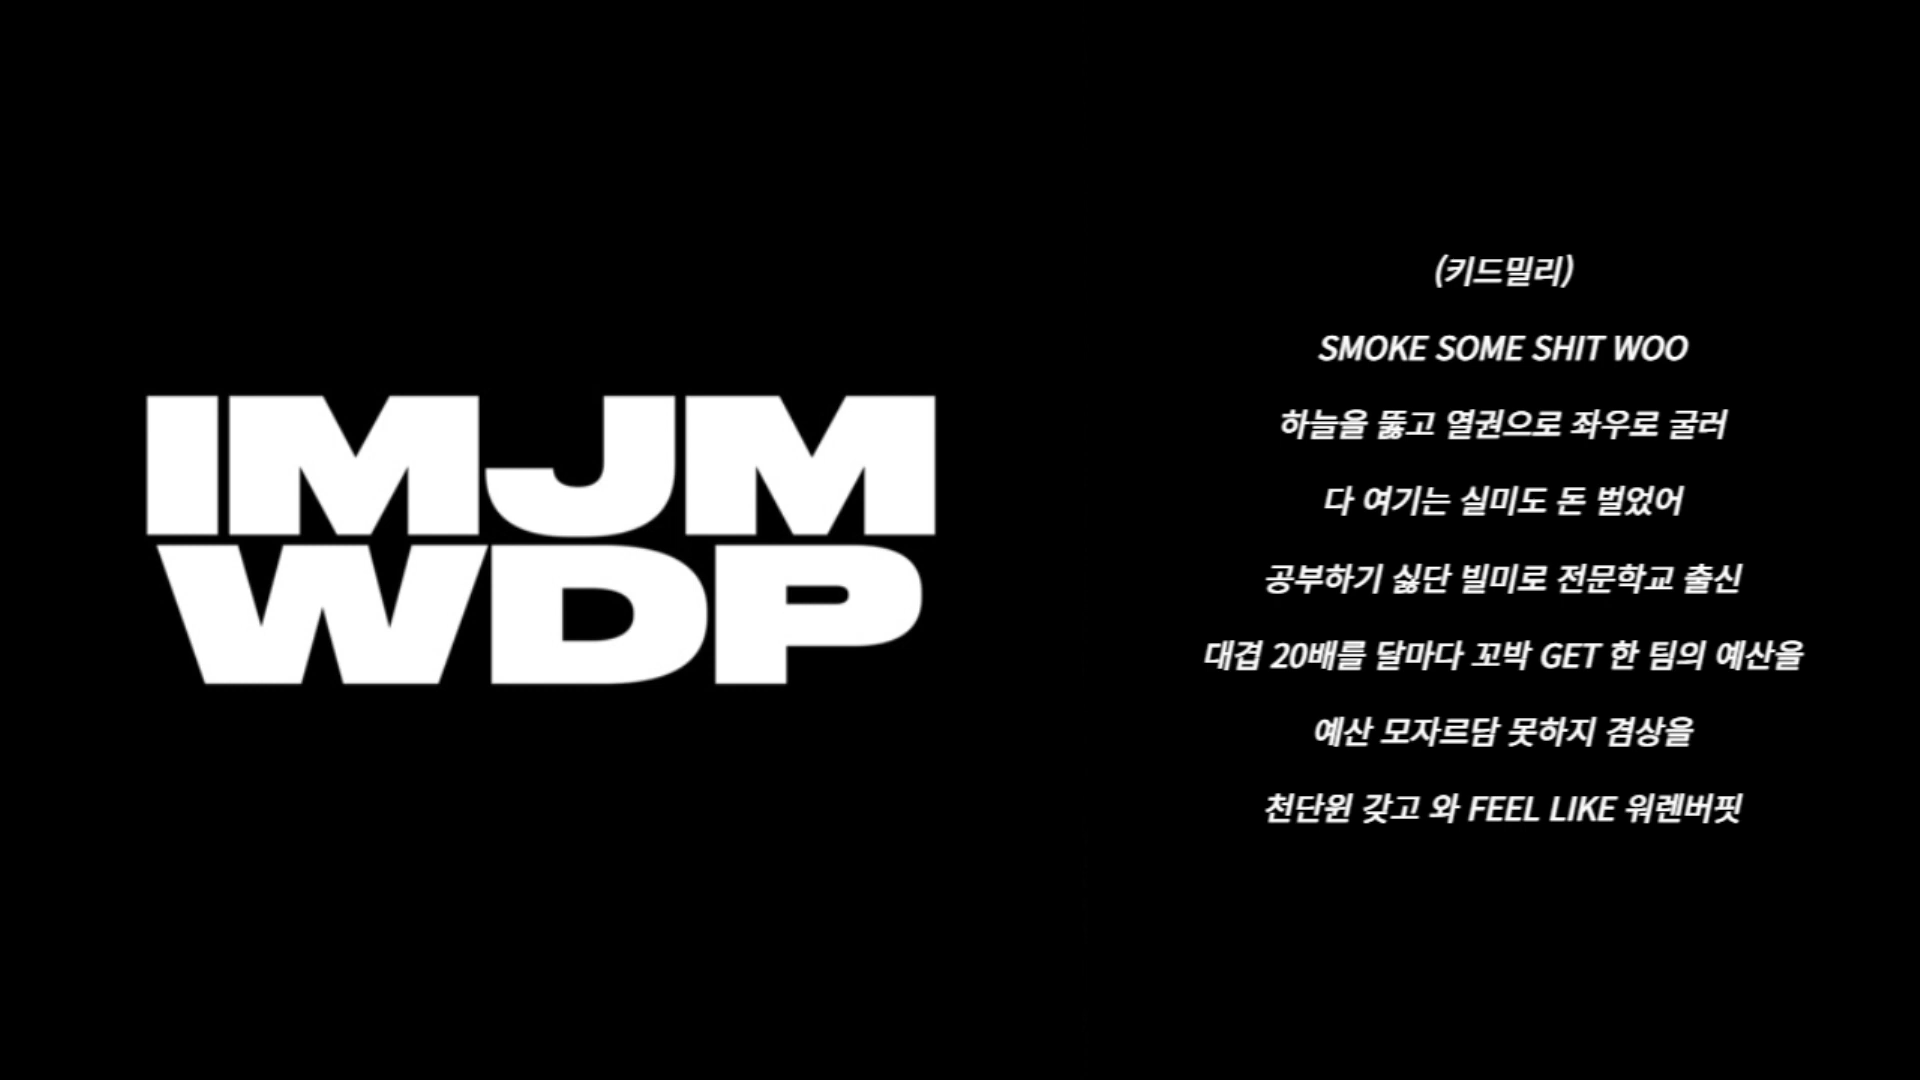 IMJM
WDP
(키드밀리)
SMOKE SOME SHIT WOO
하늘을 뚫고 열권으로 좌우로 굴러
다 여기는 실미도 돈 벌었어
공부하기 싫단 빌미로 전문학교 출신
대겁 20배를 달마다 꼬박 GET 한 팀의 예산을
예산 모자르담 못하지 겸상을
천단윈 갖고 와 FEEL LIKE 워렌버핏